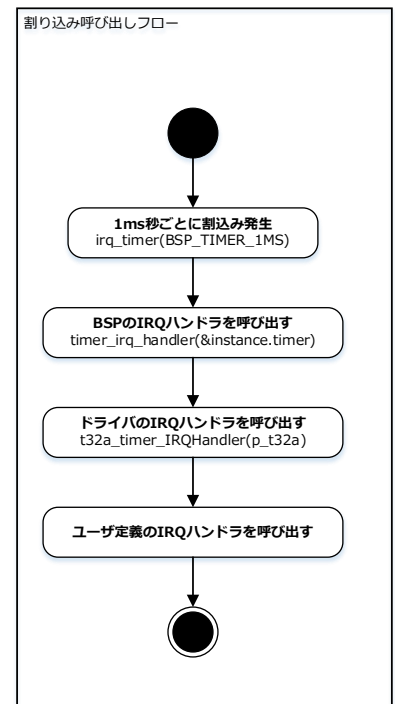 割り込み呼び出しフロー
1ms秒ごとに割込み発生
irq_timer(BSP_TIMER_1MS)
BSPのIRQハンドラを呼び出す
timer_irq_handler(&instance.timer)
ドライバのIRQハンドラを呼び出す
t32a_timer_IRQHandler(p_t32a)
ユーザ定義のIRQハンドラを呼び出す